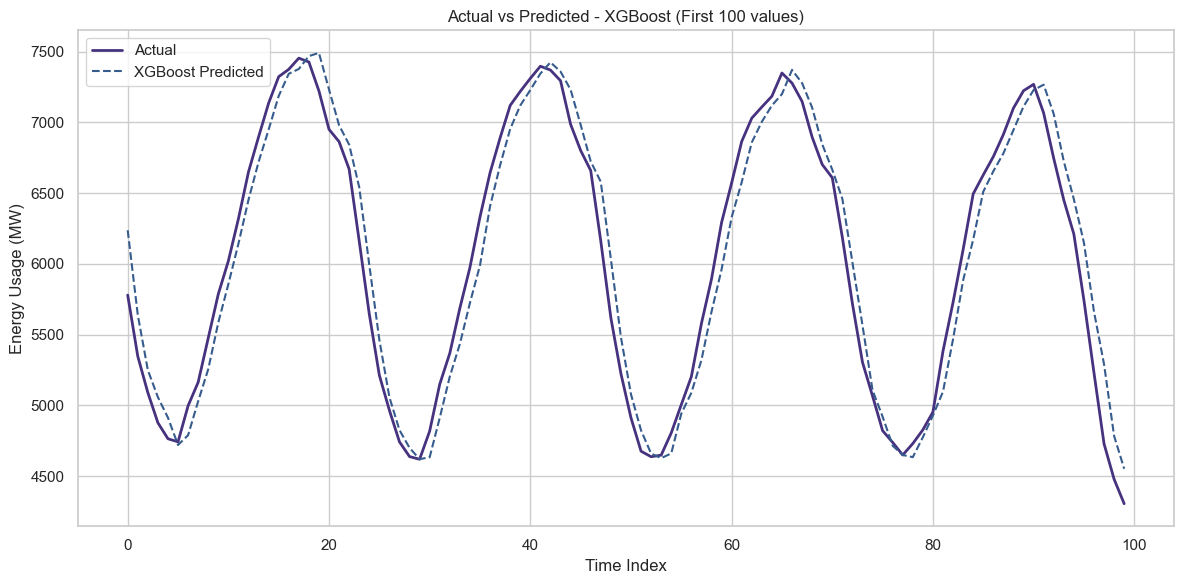 Actual vs Predicted - XGBoost (First 100 values)
Actual
XGBoost Predicted
Energy Usage (MW)
7500
7000
6500
6000
5500
5000
4500
0 20 40 60 80 100
Time Index